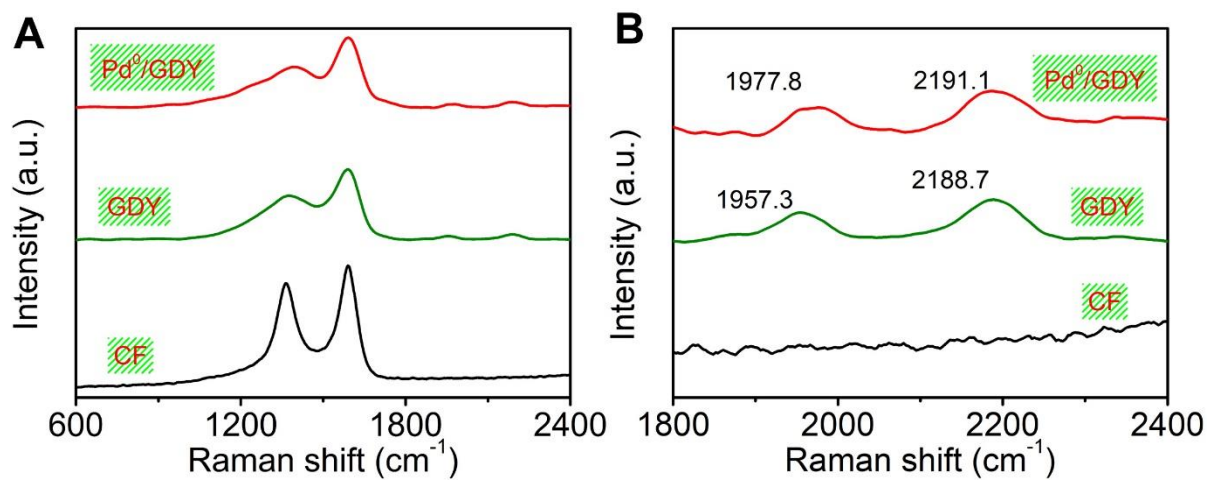 A
Pd⁰/GDY
GDY
CF
Intensity (a.u.)
600
1200
1800
2400
Raman shift (cm⁻¹)
B
1977.8
2191.1
Pd⁰/GDY
1957.3
2188.7
GDY
CF
Intensity (a.u.)
1800
2000
2200
2400
Raman shift (cm⁻¹)